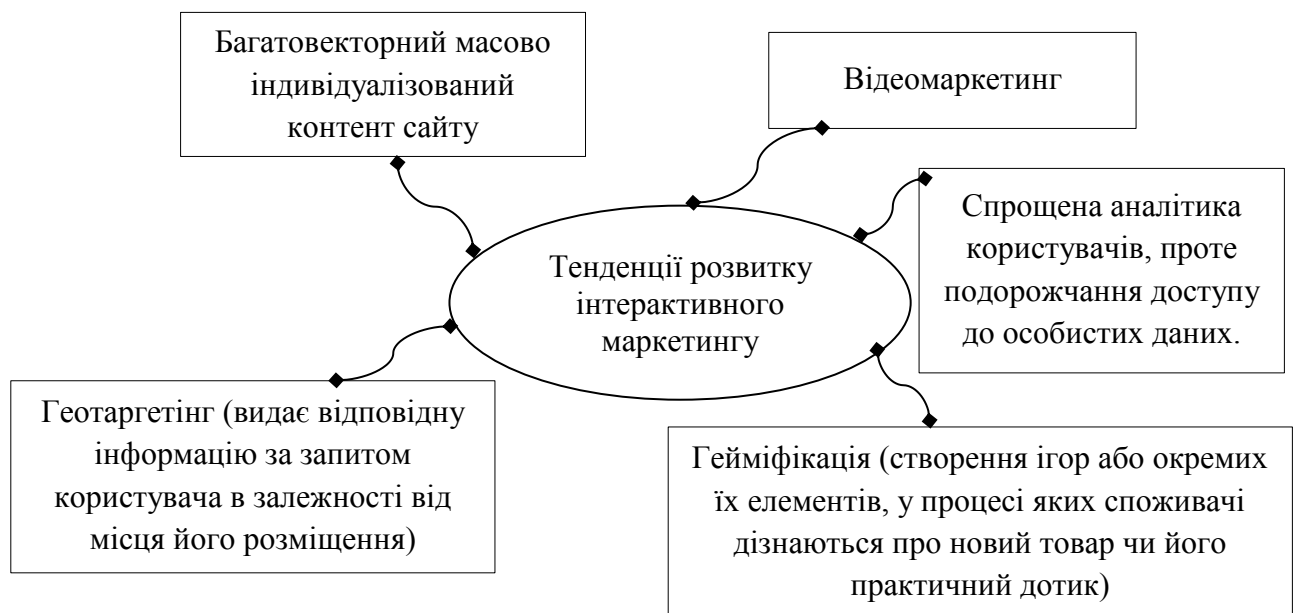 Багатовекторний масово
індивідуалізований
контент сайту
Відеомаркетинг
Спрощена аналітика
користувачів, проте
подорожчання доступу
до особистих даних.
Тенденції розвитку
інтерактивного
маркетингу
Геотаргетінг (видає відповідну
інформацію за запитом
користувача в залежності від
місця його розміщення)
Гейміфікація (створення ігор або окремих
їх елементів, у процесі яких споживачі
дізнаються про новий товар чи його
практичний дотик)